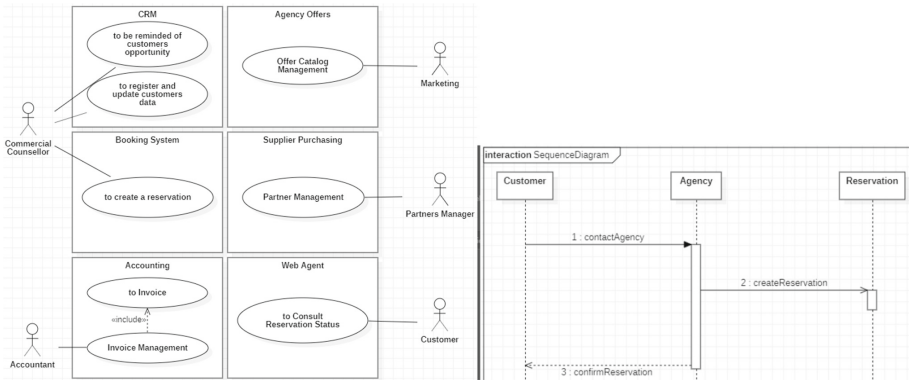 CRM
to be reminded of
customers
opportunity
to register and
update customers
data
Agency Offers
Offer Catalog
Management
Marketing
Commercial
Counsellor
Booking System
to create a reservation
Supplier Purchasing
Partner Management
Partners Manager
Accounting
to Invoice
«include»
Invoice Management
Accountant
Web Agent
to Consult
Reservation Status
Customer
interaction SequenceDiagram
Customer
Agency
Reservation
1 : contactAgency
2 : createReservation
3 : confirmReservation